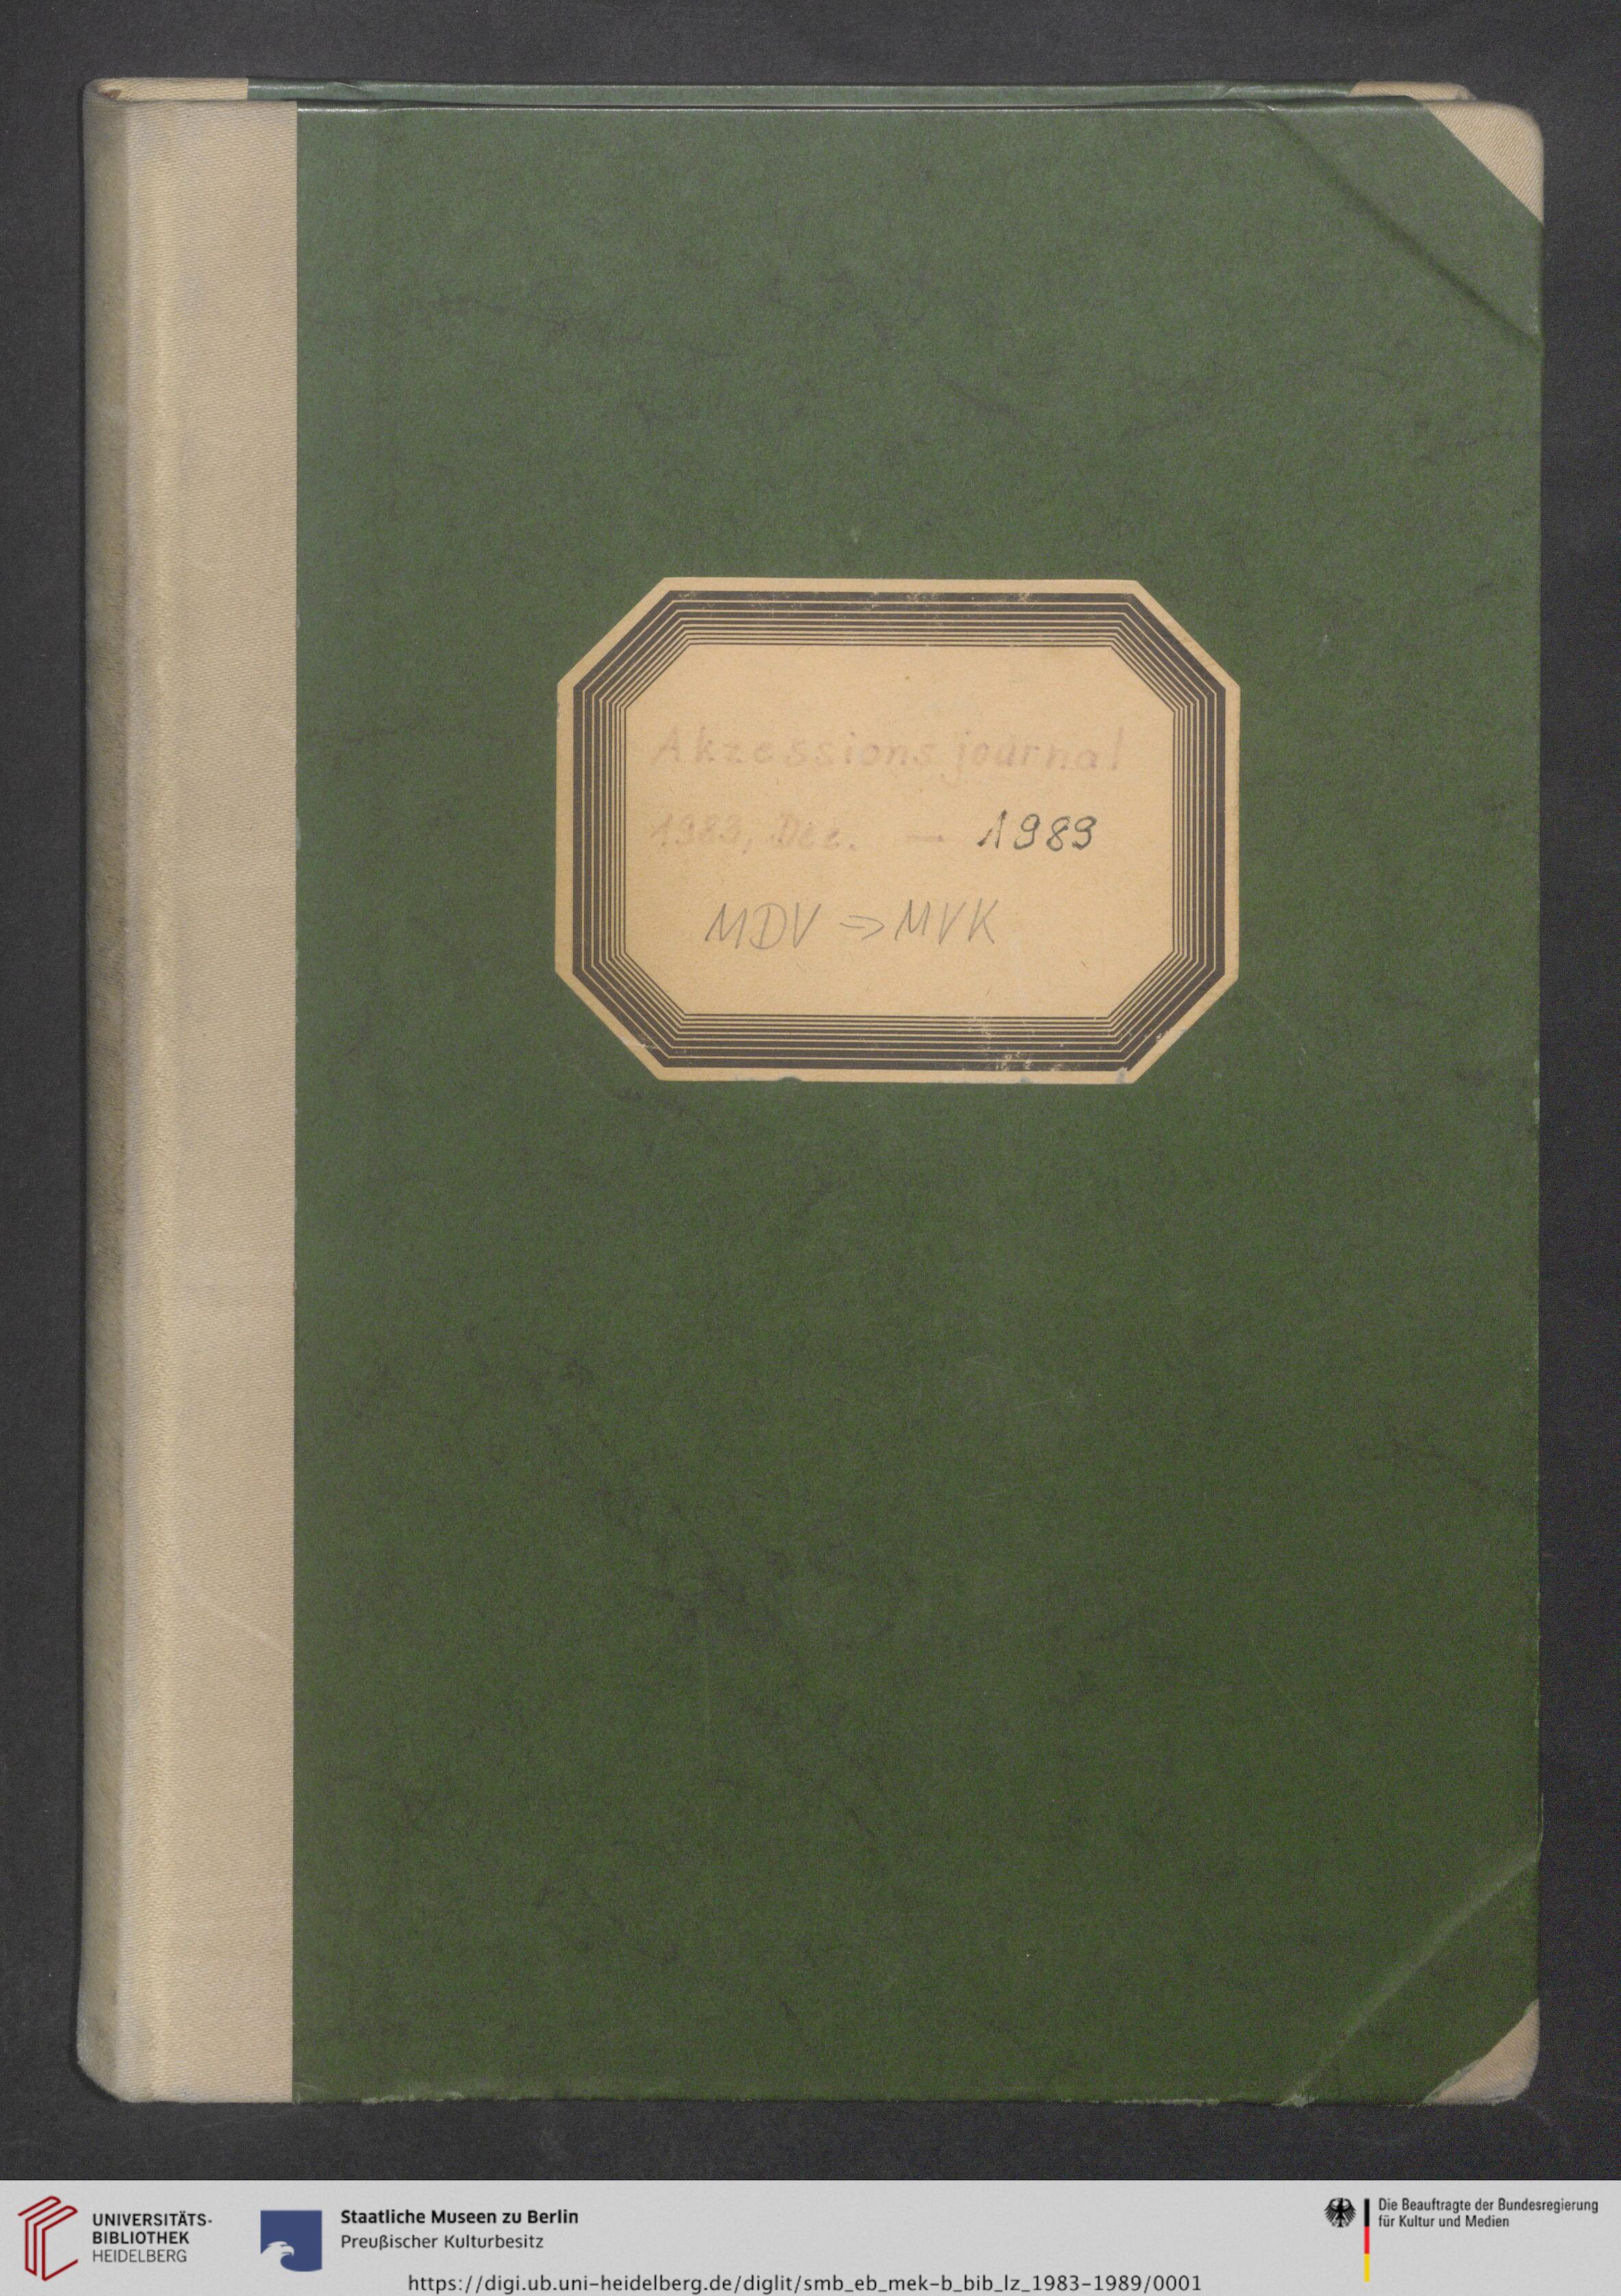 Akzessionsjournal
1983, Dez. — 1989
MDV → MVK
UNIVERSITÄTS-
BIBLIOTHEK
HEIDELBERG
Staatliche Museen zu Berlin
Preußischer Kulturbesitz
Die Beauftragte der Bundesregierung
für Kultur und Medien
https://digi.ub.uni-heidelberg.de/diglit/smb_eb_mek-b_bib_lz_1983-1989/0001